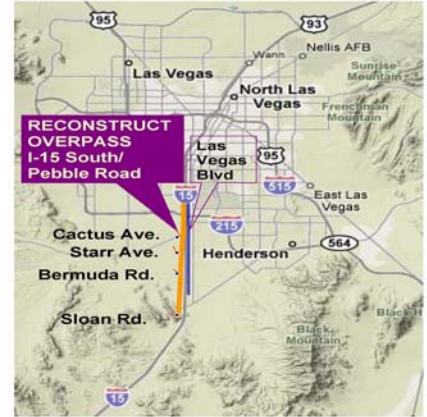 95
93
Nellis AFB
Wann
Sunrise
Mountain
Las Vegas
North Las
Vegas
Frenchman
Mountain
RECONSTRUCT
OVERPASS
I-15 South/
Pebble Road
Las
Vegas
Blvd
95
15
515
East Las
Vegas
215
Cactus Ave.
Starr Ave.
Henderson
564
Bermuda Rd.
Sloan Rd.
Black
Mountain
Black H
15